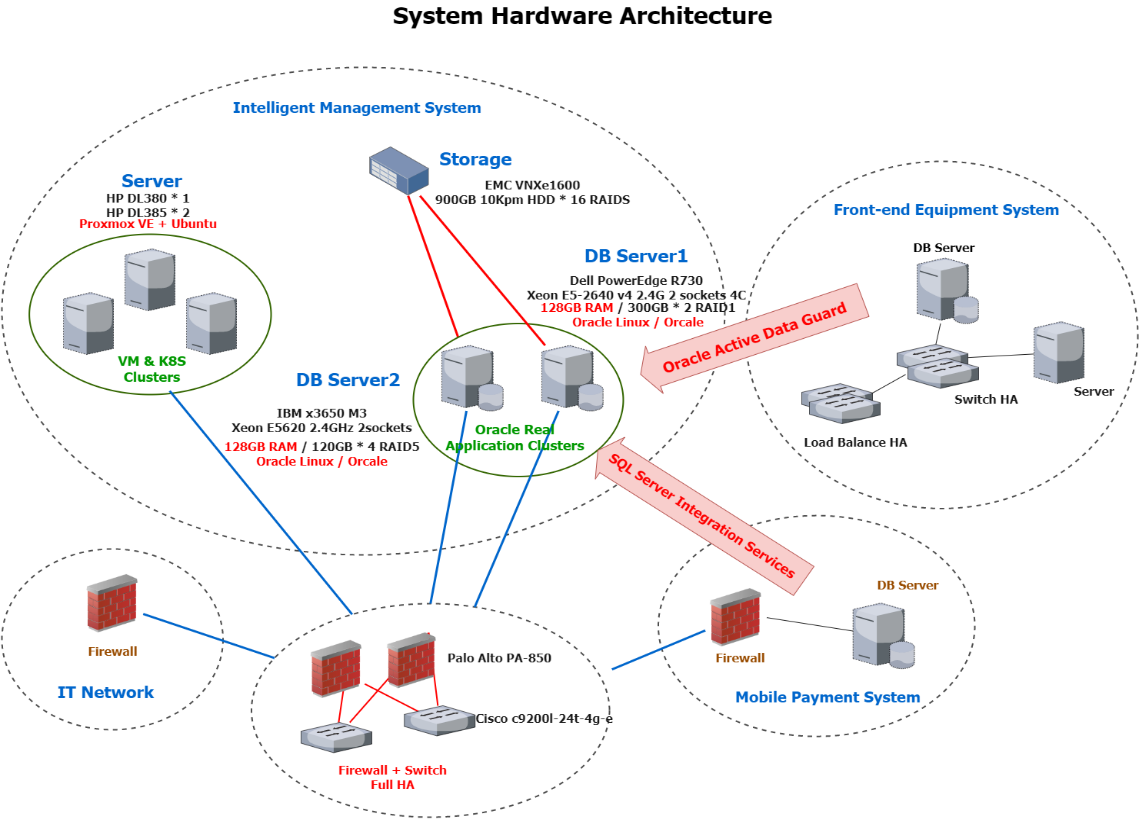 System Hardware Architecture
Intelligent Management System
Storage
EMC VNXe1600
900GB 10Kpm HDD * 16 RAIDS
Server
HP DL380 * 1
HP DL385 * 2
Proxmox VE + Ubuntu
VM & K8S
Clusters
DB Server1
Dell PowerEdge R730
Xeon E5-2640 v4 2.4G 2 sockets 4C
128GB RAM / 300GB * 2 RAID1
Oracle Linux / Orcale
DB Server2
IBM x3650 M3
Xeon E5620 2.4GHz 2sockets
128GB RAM / 120GB * 4 RAID5
Oracle Linux / Orcale
Oracle Real
Application Clusters
Oracle Active Data Guard
SQL Server Integration Services
Front-end Equipment System
DB Server
Switch HA
Server
Load Balance HA
Firewall
IT Network
Palo Alto PA-850
Cisco c9200l-24t-4g-e
Firewall + Switch
Full HA
DB Server
Firewall
Mobile Payment System